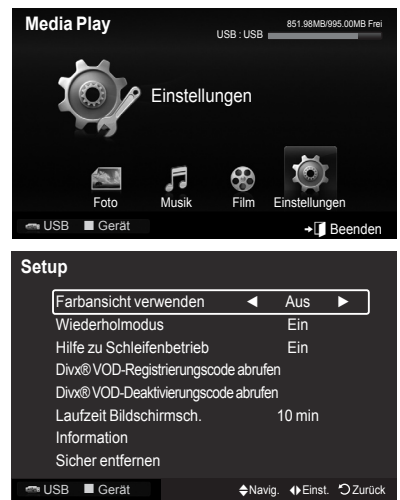 Media Play
851.98MB/995.00MB Frei
USB : USB
Einstellungen
Foto Musik Film Einstellungen
USB Gerät Beenden
Setup
Farbansicht verwenden ◀ Aus ▶
Wiederholmodus Ein
Hilfe zu Schleifenbetrieb Ein
Divx® VOD-Registrierungscode abrufen
Divx® VOD-Deaktivierungscode abrufen
Laufzeit Bildschirmsch. 10 min
Information
Sicher entfernen
USB Gerät Navig. Einst. Zurück